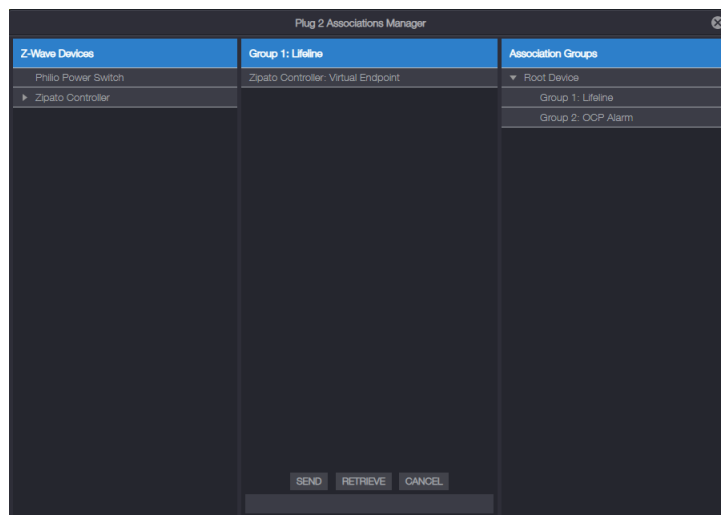 Plug 2 Associations Manager
Z-Wave Devices
Philio Power Switch
Zipato Controller
Group 1: Lifeline
Zipato Controller: Virtual Endpoint
SEND RETRIEVE CANCEL
Association Groups
Root Device
Group 1: Lifeline
Group 2: OCP Alarm